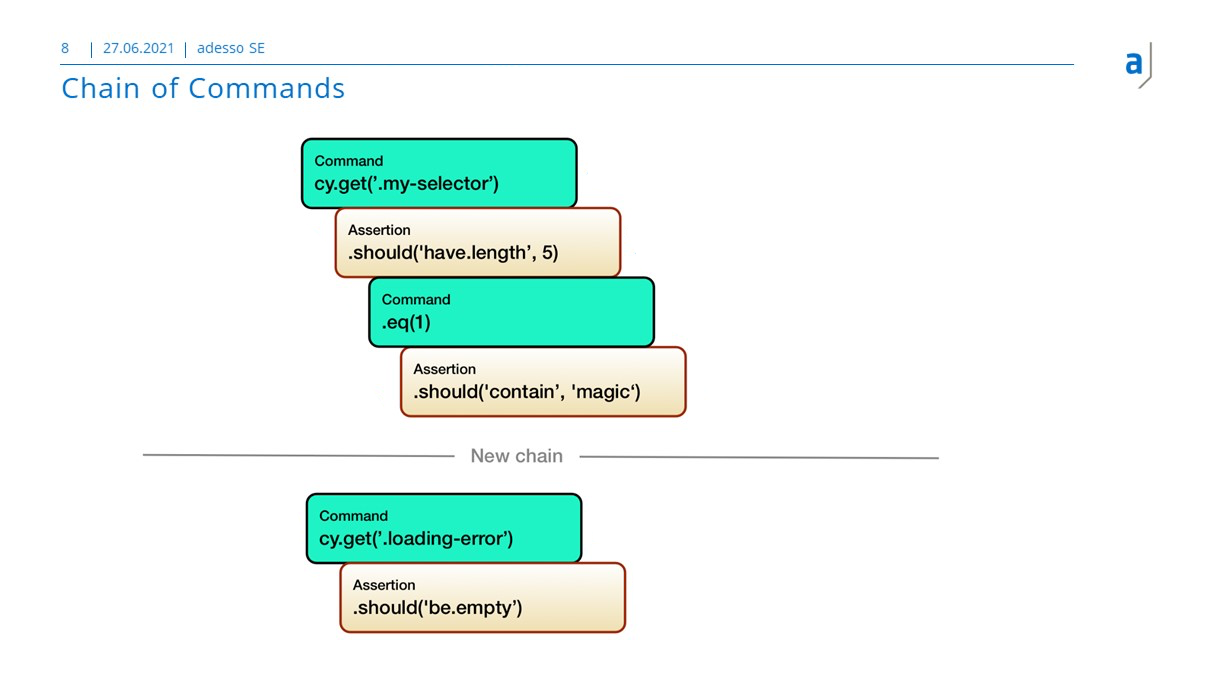 8 | 27.06.2021 | adesso SE
a
Chain of Commands
Command
cy.get(’.my-selector’)
Assertion
.should('have.length’, 5)
Command
.eq(1)
Assertion
.should('contain’, 'magic‘)
New chain
Command
cy.get(’.loading-error’)
Assertion
.should('be.empty’)